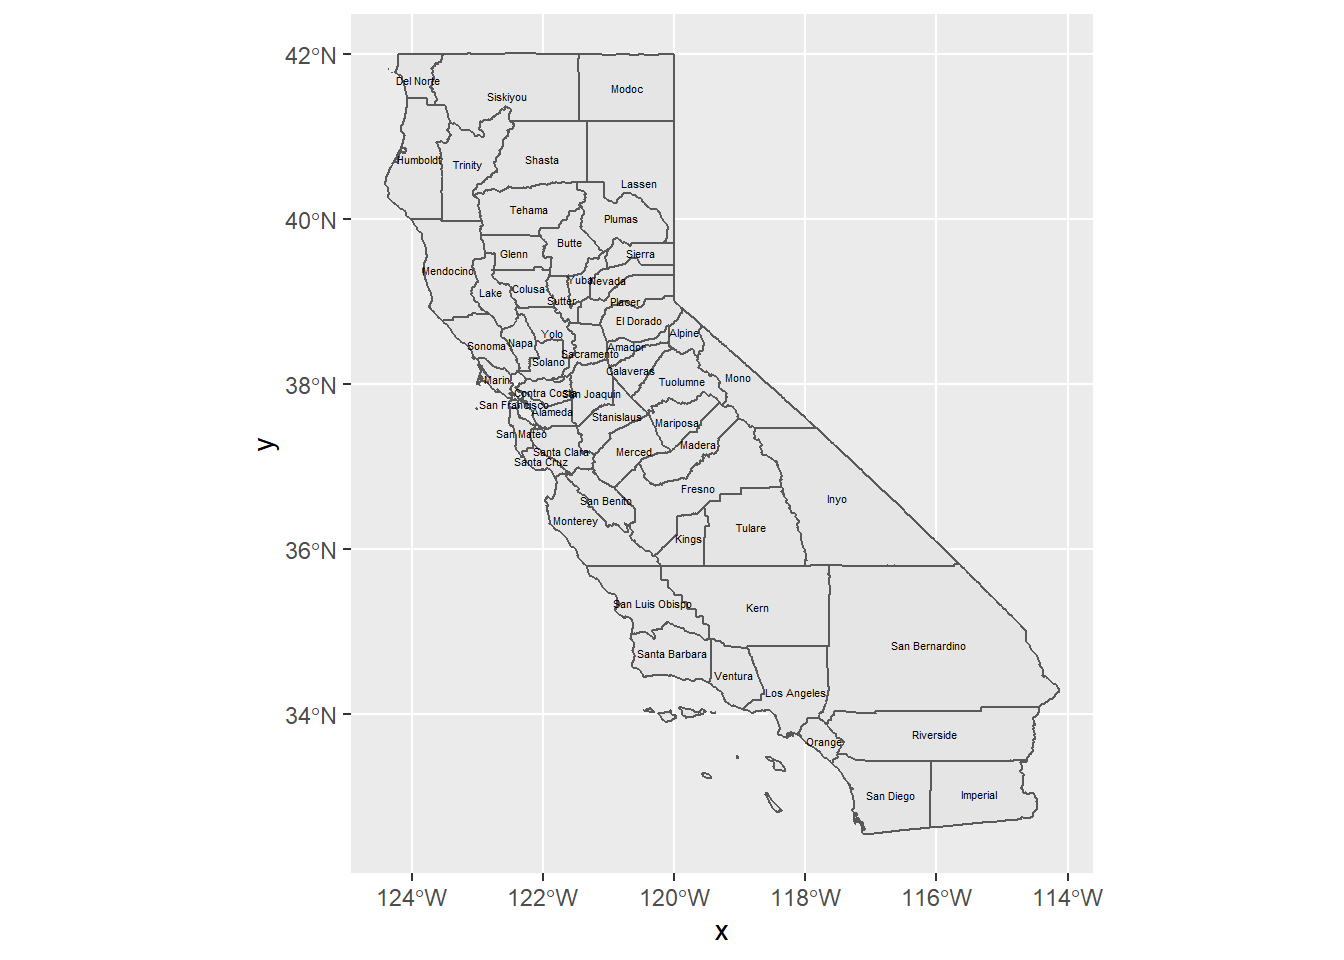 42°N
40°N
38°N
36°N
34°N
y
Del Norte
Siskiyou
Modoc
Humboldt
Trinity
Shasta
Lassen
Tehama
Plumas
Butte
Glenn
Sierra
Mendocino
Lake
Colusa
Yuba
Nevada
Sutter
Placer
El Dorado
Yolo
Alpine
Sonoma
Napa
Sacramento
Amador
Solano
Calaveras
Marin
Tuolumne
Mono
Contra Costa
San Joaquin
San Francisco
Alameda
Stanislaus
Mariposa
San Mateo
Santa Clara
Merced
Madera
Santa Cruz
Fresno
San Benito
Inyo
Monterey
Tulare
Kings
San Luis Obispo
Kern
San Bernardino
Santa Barbara
Ventura
Los Angeles
Orange
Riverside
San Diego
Imperial
124°W
122°W
120°W
118°W
116°W
114°W
x